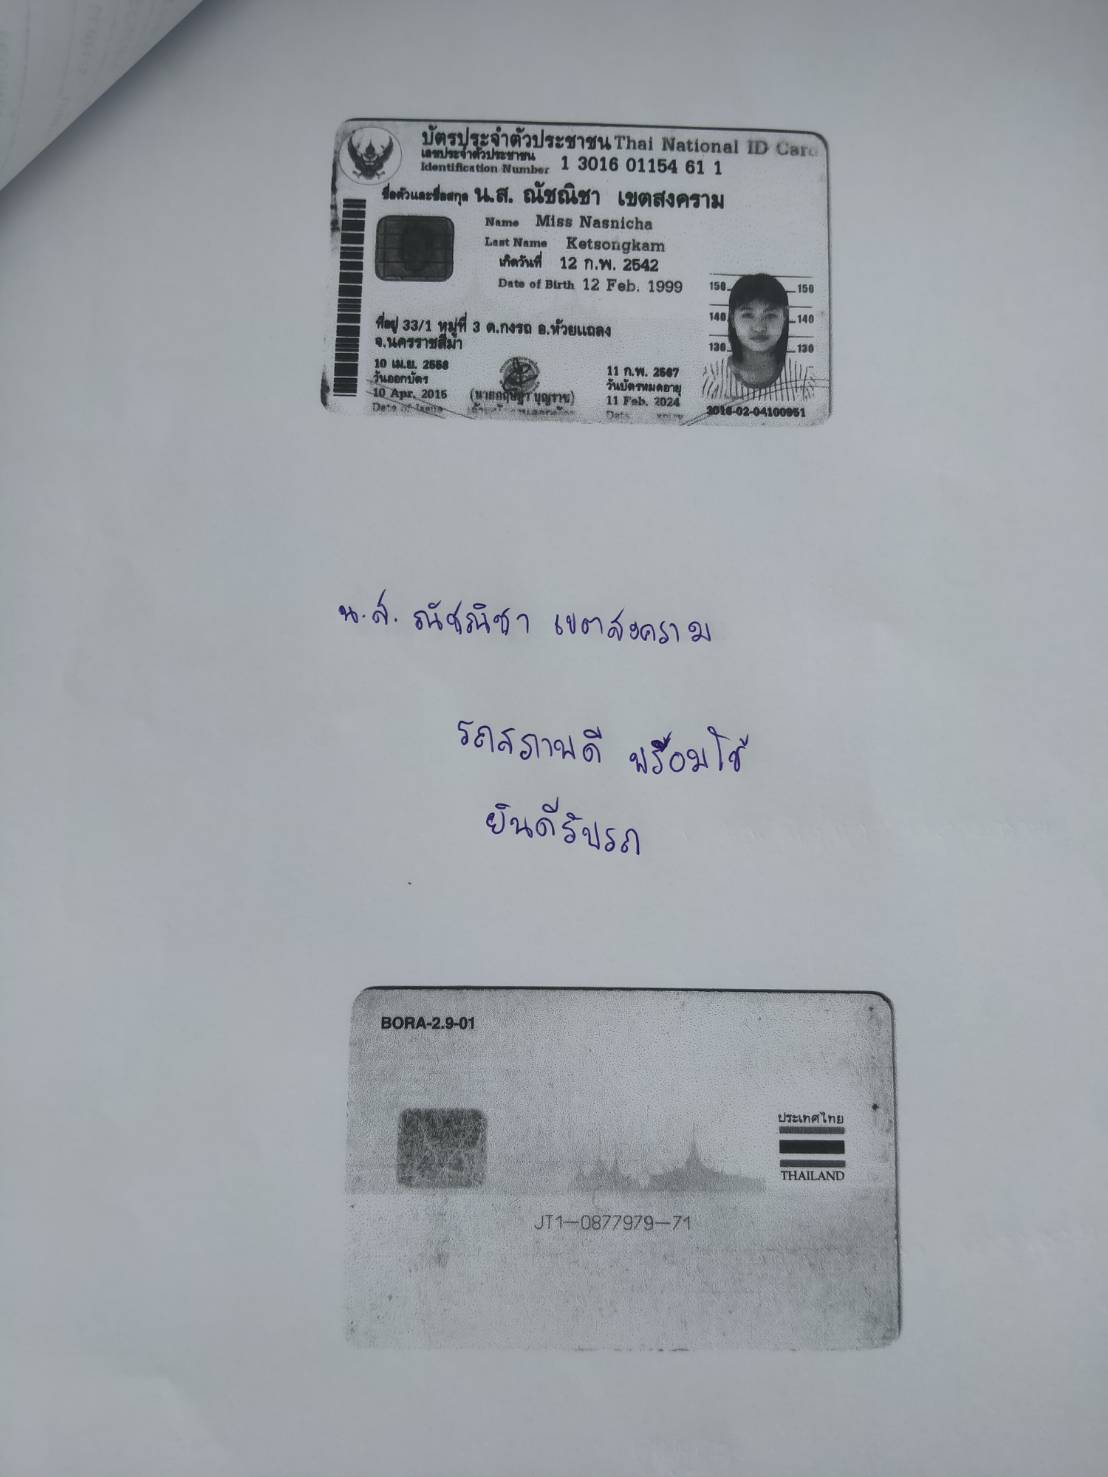 บัตรประจำตัวประชาชน Thai National ID Card
เลขประจำตัวประชาชน
Identification Number 1 3016 01154 61 1
ชื่อตัวและชื่อสกุล น.ส. ณัชณิชา เขตสงคราม
Name Miss Nasnicha
Last Name Ketsongkam
เกิดวันที่ 12 ก.พ. 2542
Date of Birth 12 Feb. 1999
150 150
140 140
130 130
ที่อยู่ 33/1 หมู่ที่ 3 ต.กงรถ อ.ห้วยแถลง
จ.นครราชสีมา
10 เม.ย. 2558
วันออกบัตร
10 Apr. 2015
Date of Issue
บุญราช)
11 ก.พ. 2567
วันบัตรหมดอายุ
11 Feb. 2024
Date
-02-04100951
น.ส. ณัชณิชา เขตสงคราม
รถสภาพดี พร้อมใช้
ยินดีรับรถ
BORA-2.9-01
ประเทศไทย
THAILAND
JT1-0877979-71